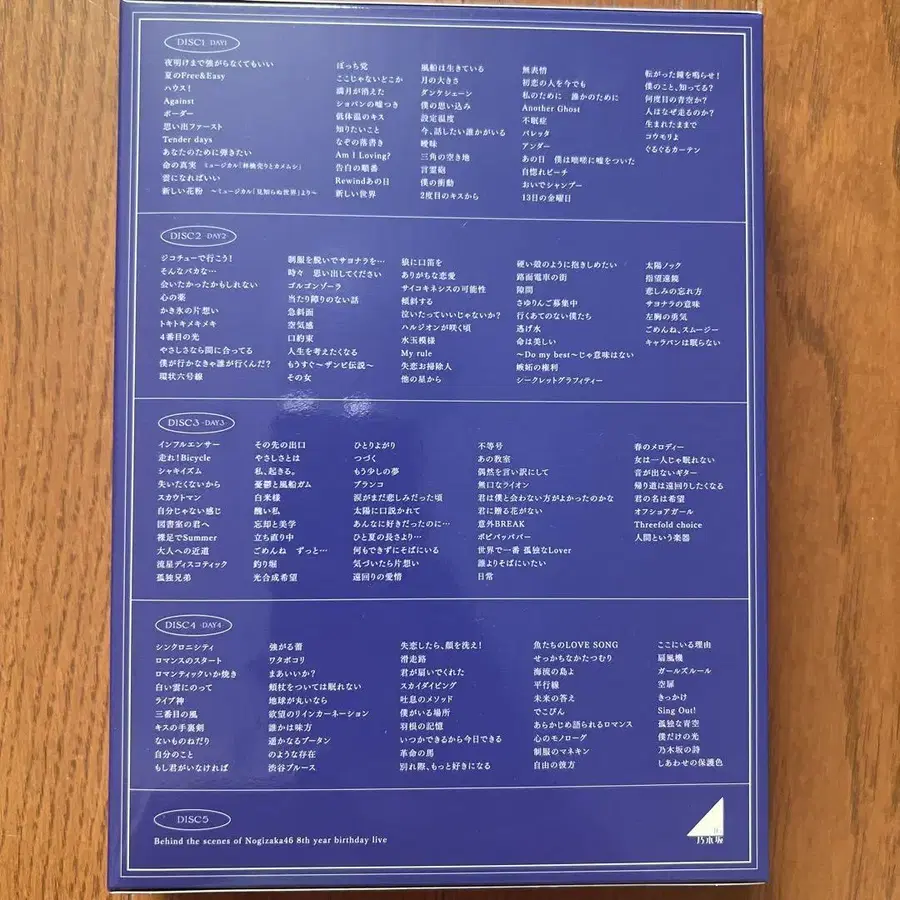 DISC1 -DAY1-
夜明けまで強がらなくてもいい
夏のFree&Easy
ハウス！
Against
ボーダー
思い出ファースト
Tender days
あなたのために弾きたい
命の真実　ミュージカル「林檎売りとカメムシ」
雲になればいい
新しい花粉　～ミュージカル「見知らぬ世界」より～
ぼっち党
ここじゃないどこか
満月が消えた
ショパンの嘘つき
低体温のキス
知りたいこと
なぞの落書き
Am I Loving?
告白の順番
Rewindあの日
新しい世界
風船は生きている
月の大きさ
ダンケシェーン
僕の思い込み
設定温度
今、話したい誰かがいる
曖昧
三角の空き地
言霊砲
僕の衝動
2度目のキスから
無表情
初恋の人を今でも
私のために　誰かのために
Another Ghost
不眠症
バレッタ
アンダー
あの日　僕は咄嗟に嘘をついた
自惚れビーチ
おいでシャンプー
13日の金曜日
転がった鐘を鳴らせ！
僕のこと、知ってる？
何度目の青空か？
人はなぜ走るのか？
生まれたままで
コウモリよ
ぐるぐるカーテン
DISC2 -DAY2-
ジコチューで行こう！
そんなバカな…
会いたかったかもしれない
心の薬
かき氷の片想い
トキトキメキメキ
4番目の光
やさしさなら間に合ってる
僕が行かなきゃ誰が行くんだ？
環状六号線
制服を脱いでサヨナラを…
時々　思い出してください
ゴルゴンゾーラ
当たり障りのない話
急斜面
空気感
口約束
人生を考えたくなる
もうすぐ～ザンビ伝説～
その女
狼に口笛を
ありがちな恋愛
サイコキネシスの可能性
傾斜する
泣いたっていいじゃないか？
ハルジオンが咲く頃
水玉模様
My rule
失恋お掃除人
他の星から
硬い殻のように抱きしめたい
路面電車の街
隙間
さゆりんご募集中
行くあてのない僕たち
逃げ水
命は美しい
～Do my best～じゃ意味はない
嫉妬の権利
シークレットグラフィティー
太陽ノック
指望遠鏡
悲しみの忘れ方
サヨナラの意味
左胸の勇気
ごめんね、スムージー
キャラバンは眠らない
DISC3 -DAY3-
インフルエンサー
走れ！Bicycle
シャキイズム
失いたくないから
スカウトマン
自分じゃない感じ
図書室の君へ
裸足でSummer
大人への近道
流星ディスコティック
孤独兄弟
その先の出口
やさしさとは
私、起きる。
憂鬱と風船ガム
白米様
醜い私
忘却と美学
立ち直り中
ごめんね　ずっと…
釣り堀
光合成希望
ひとりよがり
つづく
もう少しの夢
ブランコ
涙がまだ悲しみだった頃
太陽に口説かれて
あんなに好きだったのに…
ひと夏の長さより…
何もできずにそばにいる
気づいたら片想い
遠回りの愛情
不等号
あの教室
偶然を言い訳にして
無口なライオン
君は僕と会わない方がよかったのかな
君に贈る花がない
意外BREAK
ポピパッパパー
世界で一番 孤独なLover
誰よりそばにいたい
日常
春のメロディー
女は一人じゃ眠れない
音が出ないギター
帰り道は遠回りしたくなる
君の名は希望
オフショアガール
Threefold choice
人間という楽器
DISC4 -DAY4-
シンクロニシティ
ロマンスのスタート
ロマンティックいか焼き
白い雲にのって
ライブ神
三番目の風
キスの手裏剣
ないものねだり
自分のこと
もし君がいなければ
強がる蕾
ワタボコリ
まあいいか？
頬杖をついては眠れない
地球が丸いなら
欲望のリインカーネーション
誰かは味方
遥かなるブータン
のような存在
渋谷ブルース
失恋したら、顔を洗え！
滑走路
君が扇いでくれた
スカイダイビング
吐息のメソッド
僕がいる場所
羽根の記憶
いつかできるから今日できる
革命の馬
別れ際、もっと好きになる
魚たちのLOVE SONG
せっかちなかたつむり
海流の島よ
平行線
未来の答え
でこぴん
あらかじめ語られるロマンス
心のモノローグ
制服のマネキン
自由の彼方
ここにいる理由
扇風機
ガールズルール
空扉
きっかけ
Sing Out!
孤独な青空
僕だけの光
乃木坂の詩
しあわせの保護色
DISC5
Behind the scenes of Nogizaka46 8th year birthday live
46
乃木坂